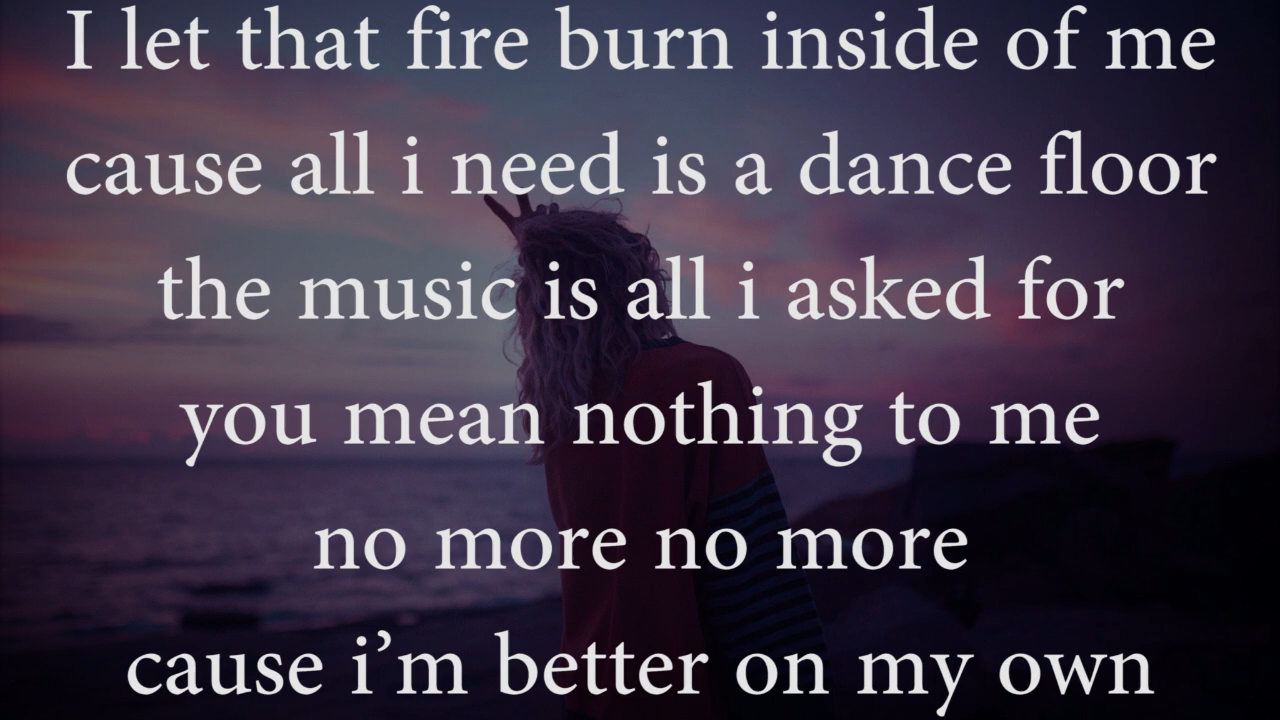 I let that fire burn inside of me
cause all i need is a dance floor
the music is all i asked for
you mean nothing to me
no more no more
cause i’m better on my own